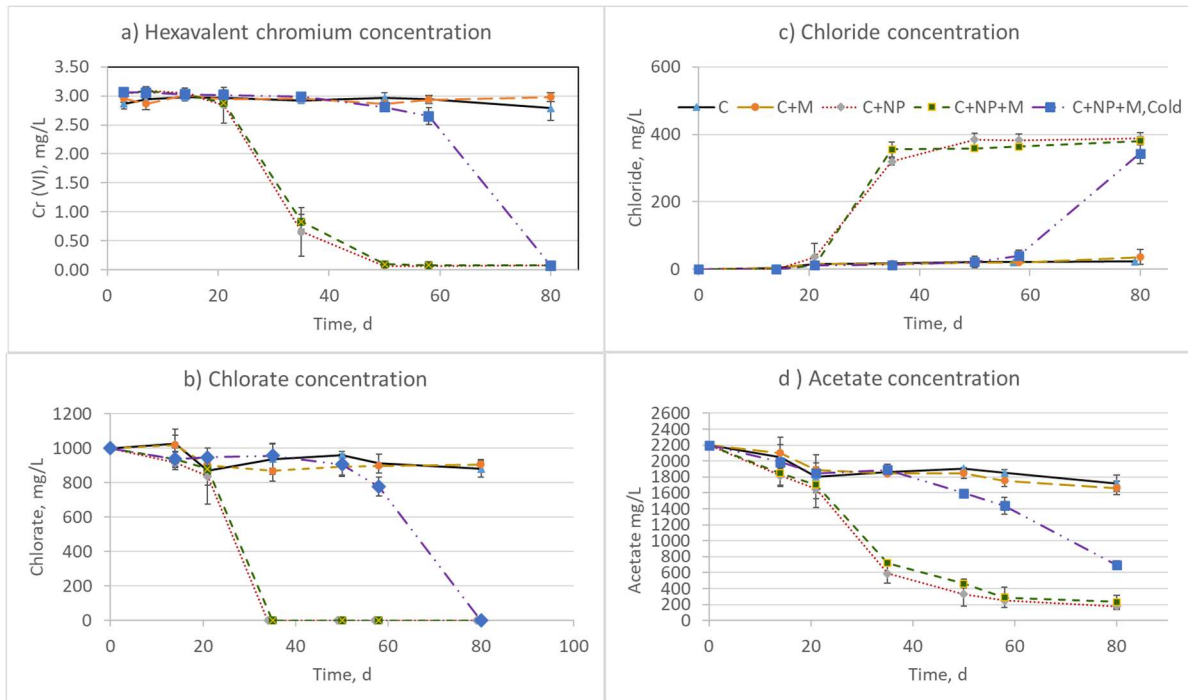 a) Hexavalent chromium concentration
3.50
3.00
2.50
2.00
1.50
1.00
0.50
0.00
Cr (VI), mg/L
0 20 40 60 80
Time, d
c) Chloride concentration
600
400
200
0
Chloride, mg/L
C C+M C+NP C+NP+M C+NP+M,Cold
0 20 40 60 80
Time, d
b) Chlorate concentration
1200
1000
800
600
400
200
0
Chlorate, mg/L
0 20 40 60 80 100
Time, d
d ) Acetate concentration
2600
2400
2200
2000
1800
1600
1400
1200
1000
800
600
400
200
Acetate mg/L
0 20 40 60 80
Time, d